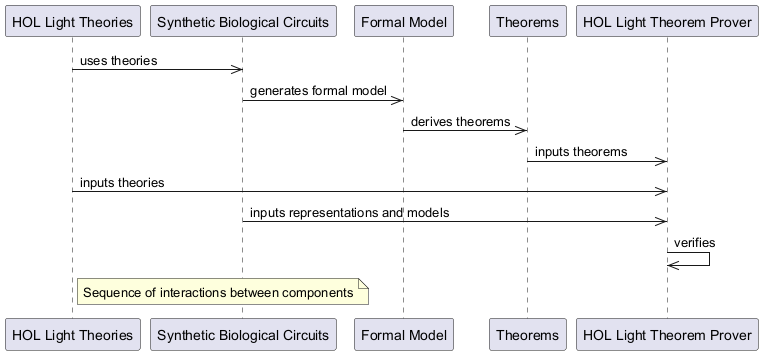 HOL Light Theories
Synthetic Biological Circuits
Formal Model
Theorems
HOL Light Theorem Prover
uses theories
generates formal model
derives theorems
inputs theorems
inputs theories
inputs representations and models
verifies
Sequence of interactions between components
HOL Light Theories
Synthetic Biological Circuits
Formal Model
Theorems
HOL Light Theorem Prover